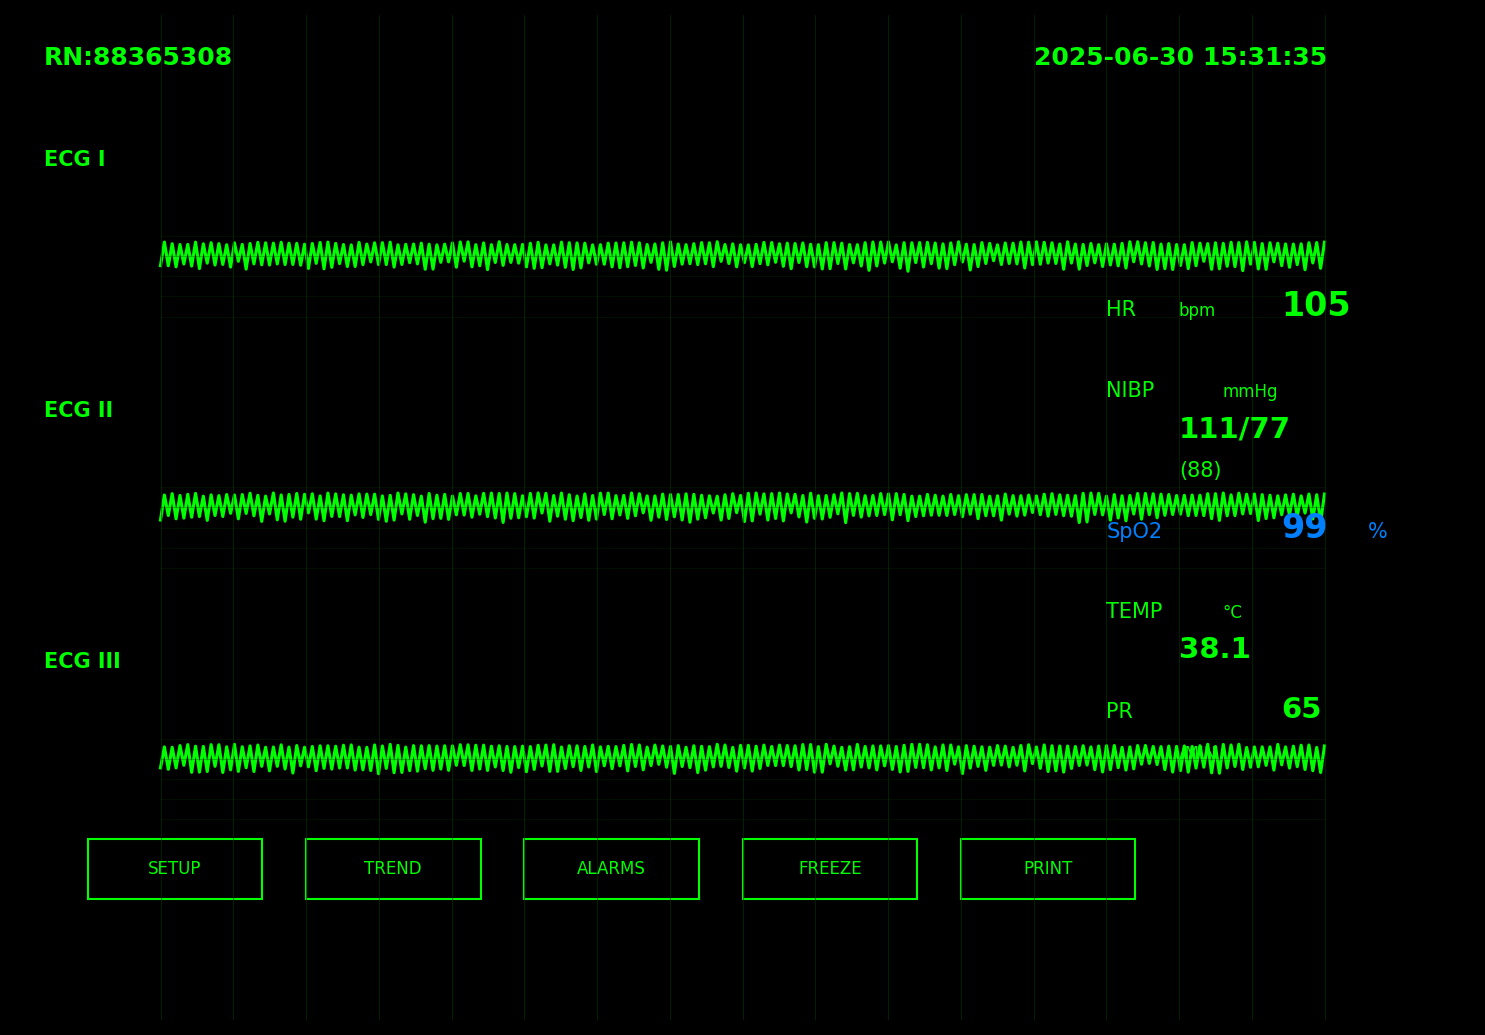 RN:88365308 2025-06-30 15:31:35
ECG I
HR bpm 105
NIBP mmHg
ECG II
111/77
(88)
SpO2 99 %
TEMP °C
38.1
ECG III
PR 65
SETUP TREND ALARMS FREEZE PRINT